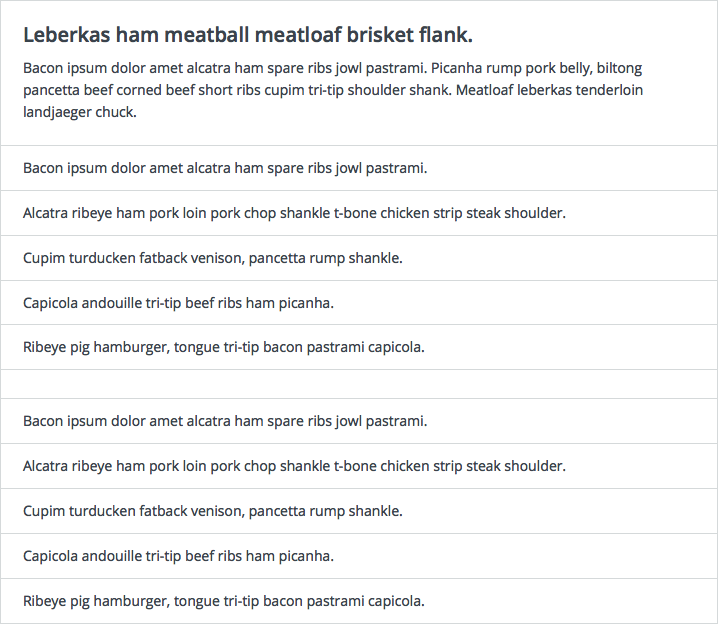 Leberkas ham meatball meatloaf brisket flank.
Bacon ipsum dolor amet alcatra ham spare ribs jowl pastrami. Picanha rump pork belly, biltong
pancetta beef corned beef short ribs cupim tri-tip shoulder shank. Meatloaf leberkas tenderloin
landjaeger chuck.
Bacon ipsum dolor amet alcatra ham spare ribs jowl pastrami.
Alcatra ribeye ham pork loin pork chop shankle t-bone chicken strip steak shoulder.
Cupim turducken fatback venison, pancetta rump shankle.
Capicola andouille tri-tip beef ribs ham picanha.
Ribeye pig hamburger, tongue tri-tip bacon pastrami capicola.
Bacon ipsum dolor amet alcatra ham spare ribs jowl pastrami.
Alcatra ribeye ham pork loin pork chop shankle t-bone chicken strip steak shoulder.
Cupim turducken fatback venison, pancetta rump shankle.
Capicola andouille tri-tip beef ribs ham picanha.
Ribeye pig hamburger, tongue tri-tip bacon pastrami capicola.